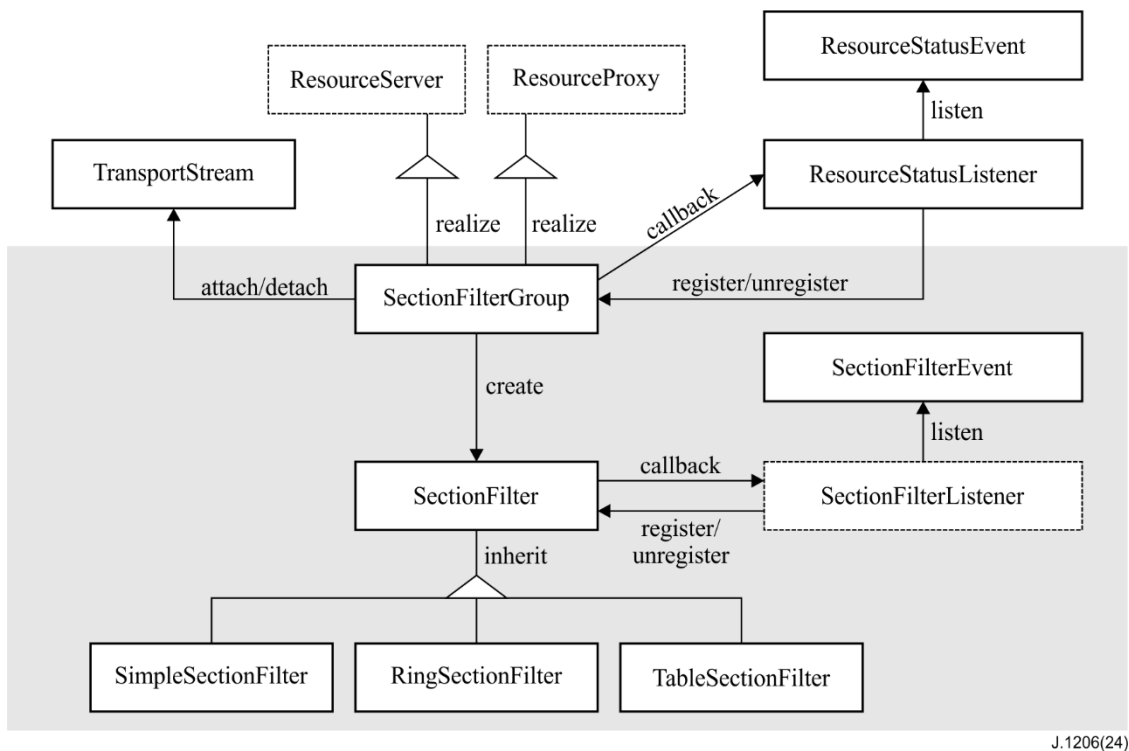 ResourceStatusEvent
ResourceServer
ResourceProxy
listen
TransportStream
ResourceStatusListener
callback
realize
realize
attach/detach
SectionFilterGroup
register/unregister
SectionFilterEvent
create
listen
callback
SectionFilter
SectionFilterListener
register/
unregister
inherit
SimpleSectionFilter
RingSectionFilter
TableSectionFilter
J.1206(24)